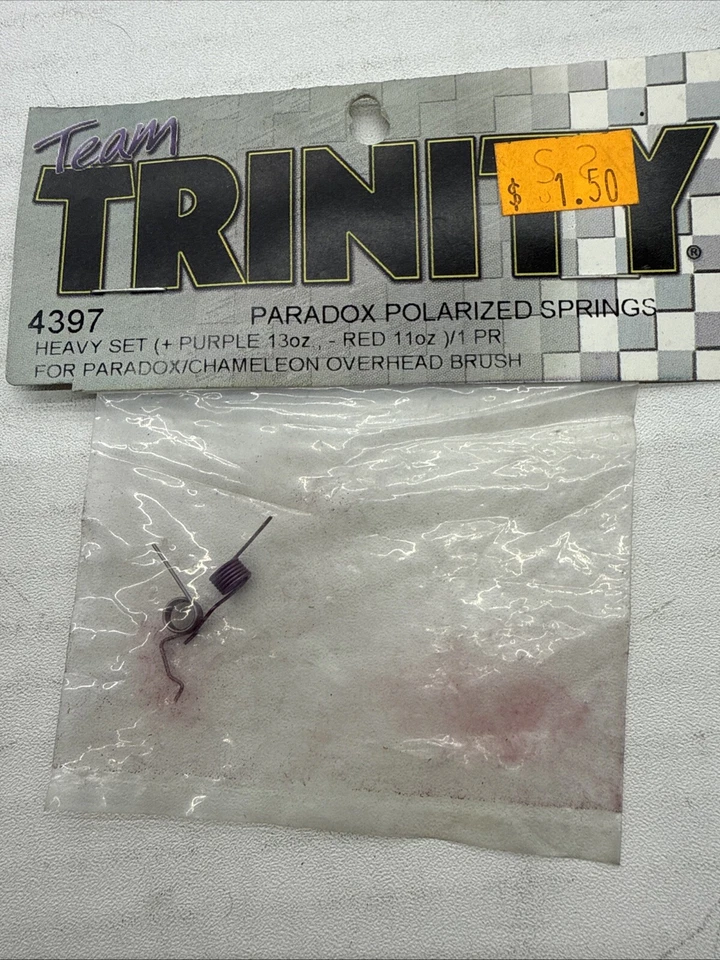 Team
TRINITY®
$ 1.50
4397 PARADOX POLARIZED SPRINGS
HEAVY SET (+ PURPLE 13oz , - RED 11oz )/1 PR
FOR PARADOX/CHAMELEON OVERHEAD BRUSH